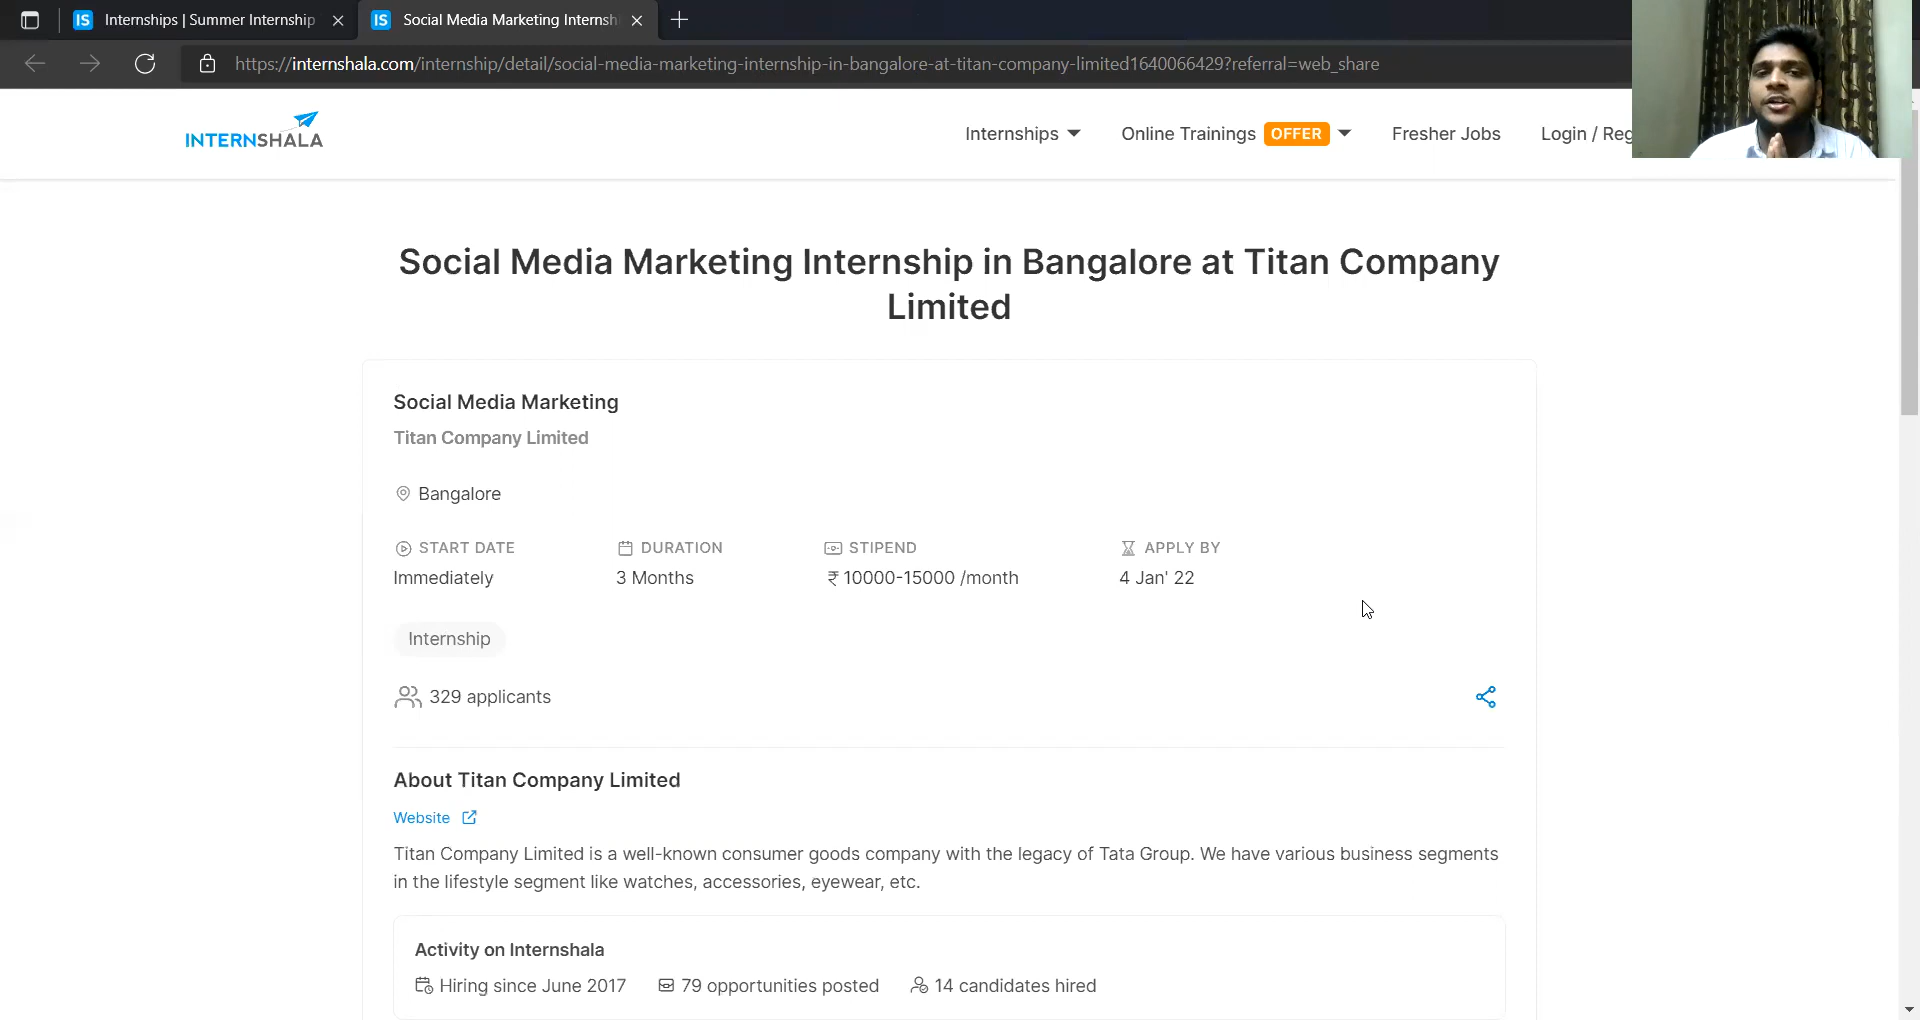 IS Internships | Summer Internship
IS Social Media Marketing Internsh
https://internshala.com/internship/detail/social-media-marketing-internship-in-bangalore-at-titan-company-limited1640066429?referral=web_share
INTERNSHALA
Internships
Online Trainings OFFER
Fresher Jobs
Login / Reg
Social Media Marketing Internship in Bangalore at Titan Company
Limited
Social Media Marketing
Titan Company Limited
Bangalore
START DATE
Immediately
DURATION
3 Months
STIPEND
₹ 10000-15000 /month
APPLY BY
4 Jan' 22
Internship
329 applicants
About Titan Company Limited
Website
Titan Company Limited is a well-known consumer goods company with the legacy of Tata Group. We have various business segments
in the lifestyle segment like watches, accessories, eyewear, etc.
Activity on Internshala
Hiring since June 2017
79 opportunities posted
14 candidates hired